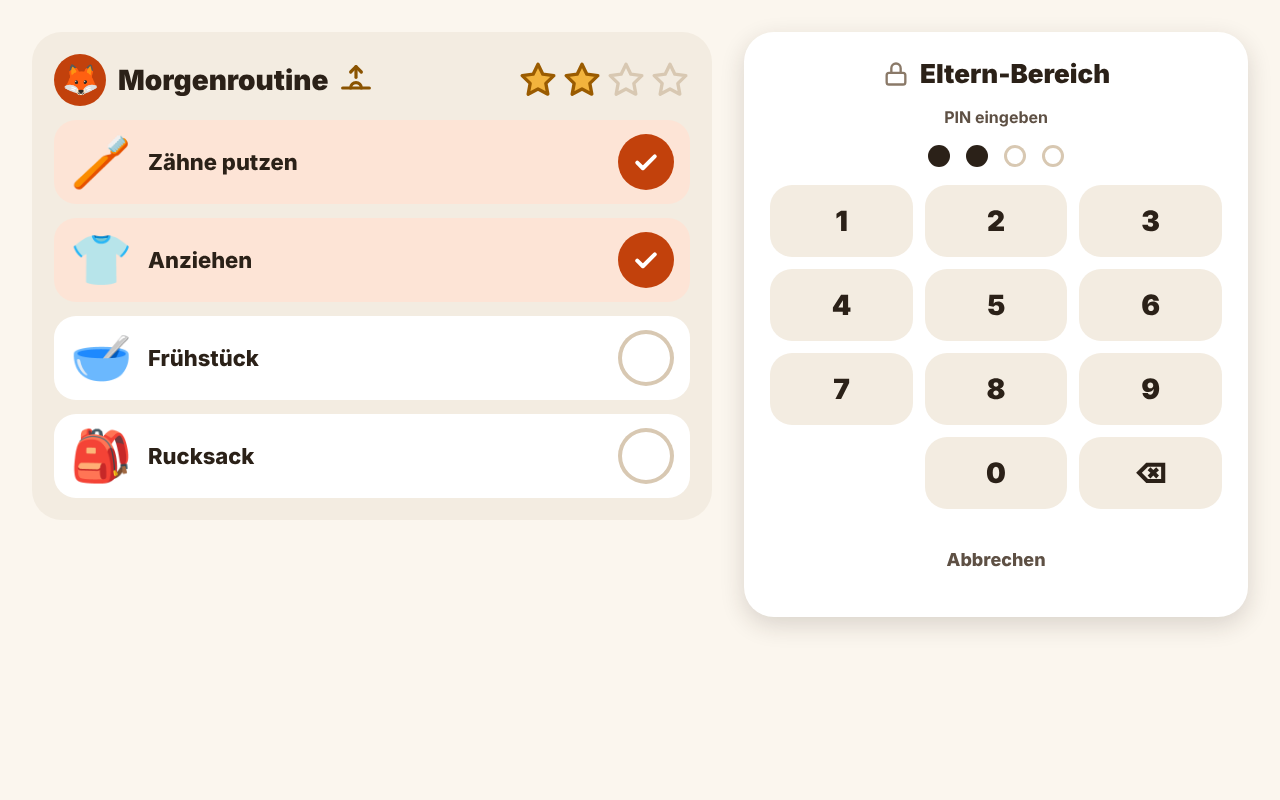 Morgenroutine
Zähne putzen
Anziehen
Frühstück
Rucksack
Eltern-Bereich
PIN eingeben
1 2 3
4 5 6
7 8 9
0
Abbrechen